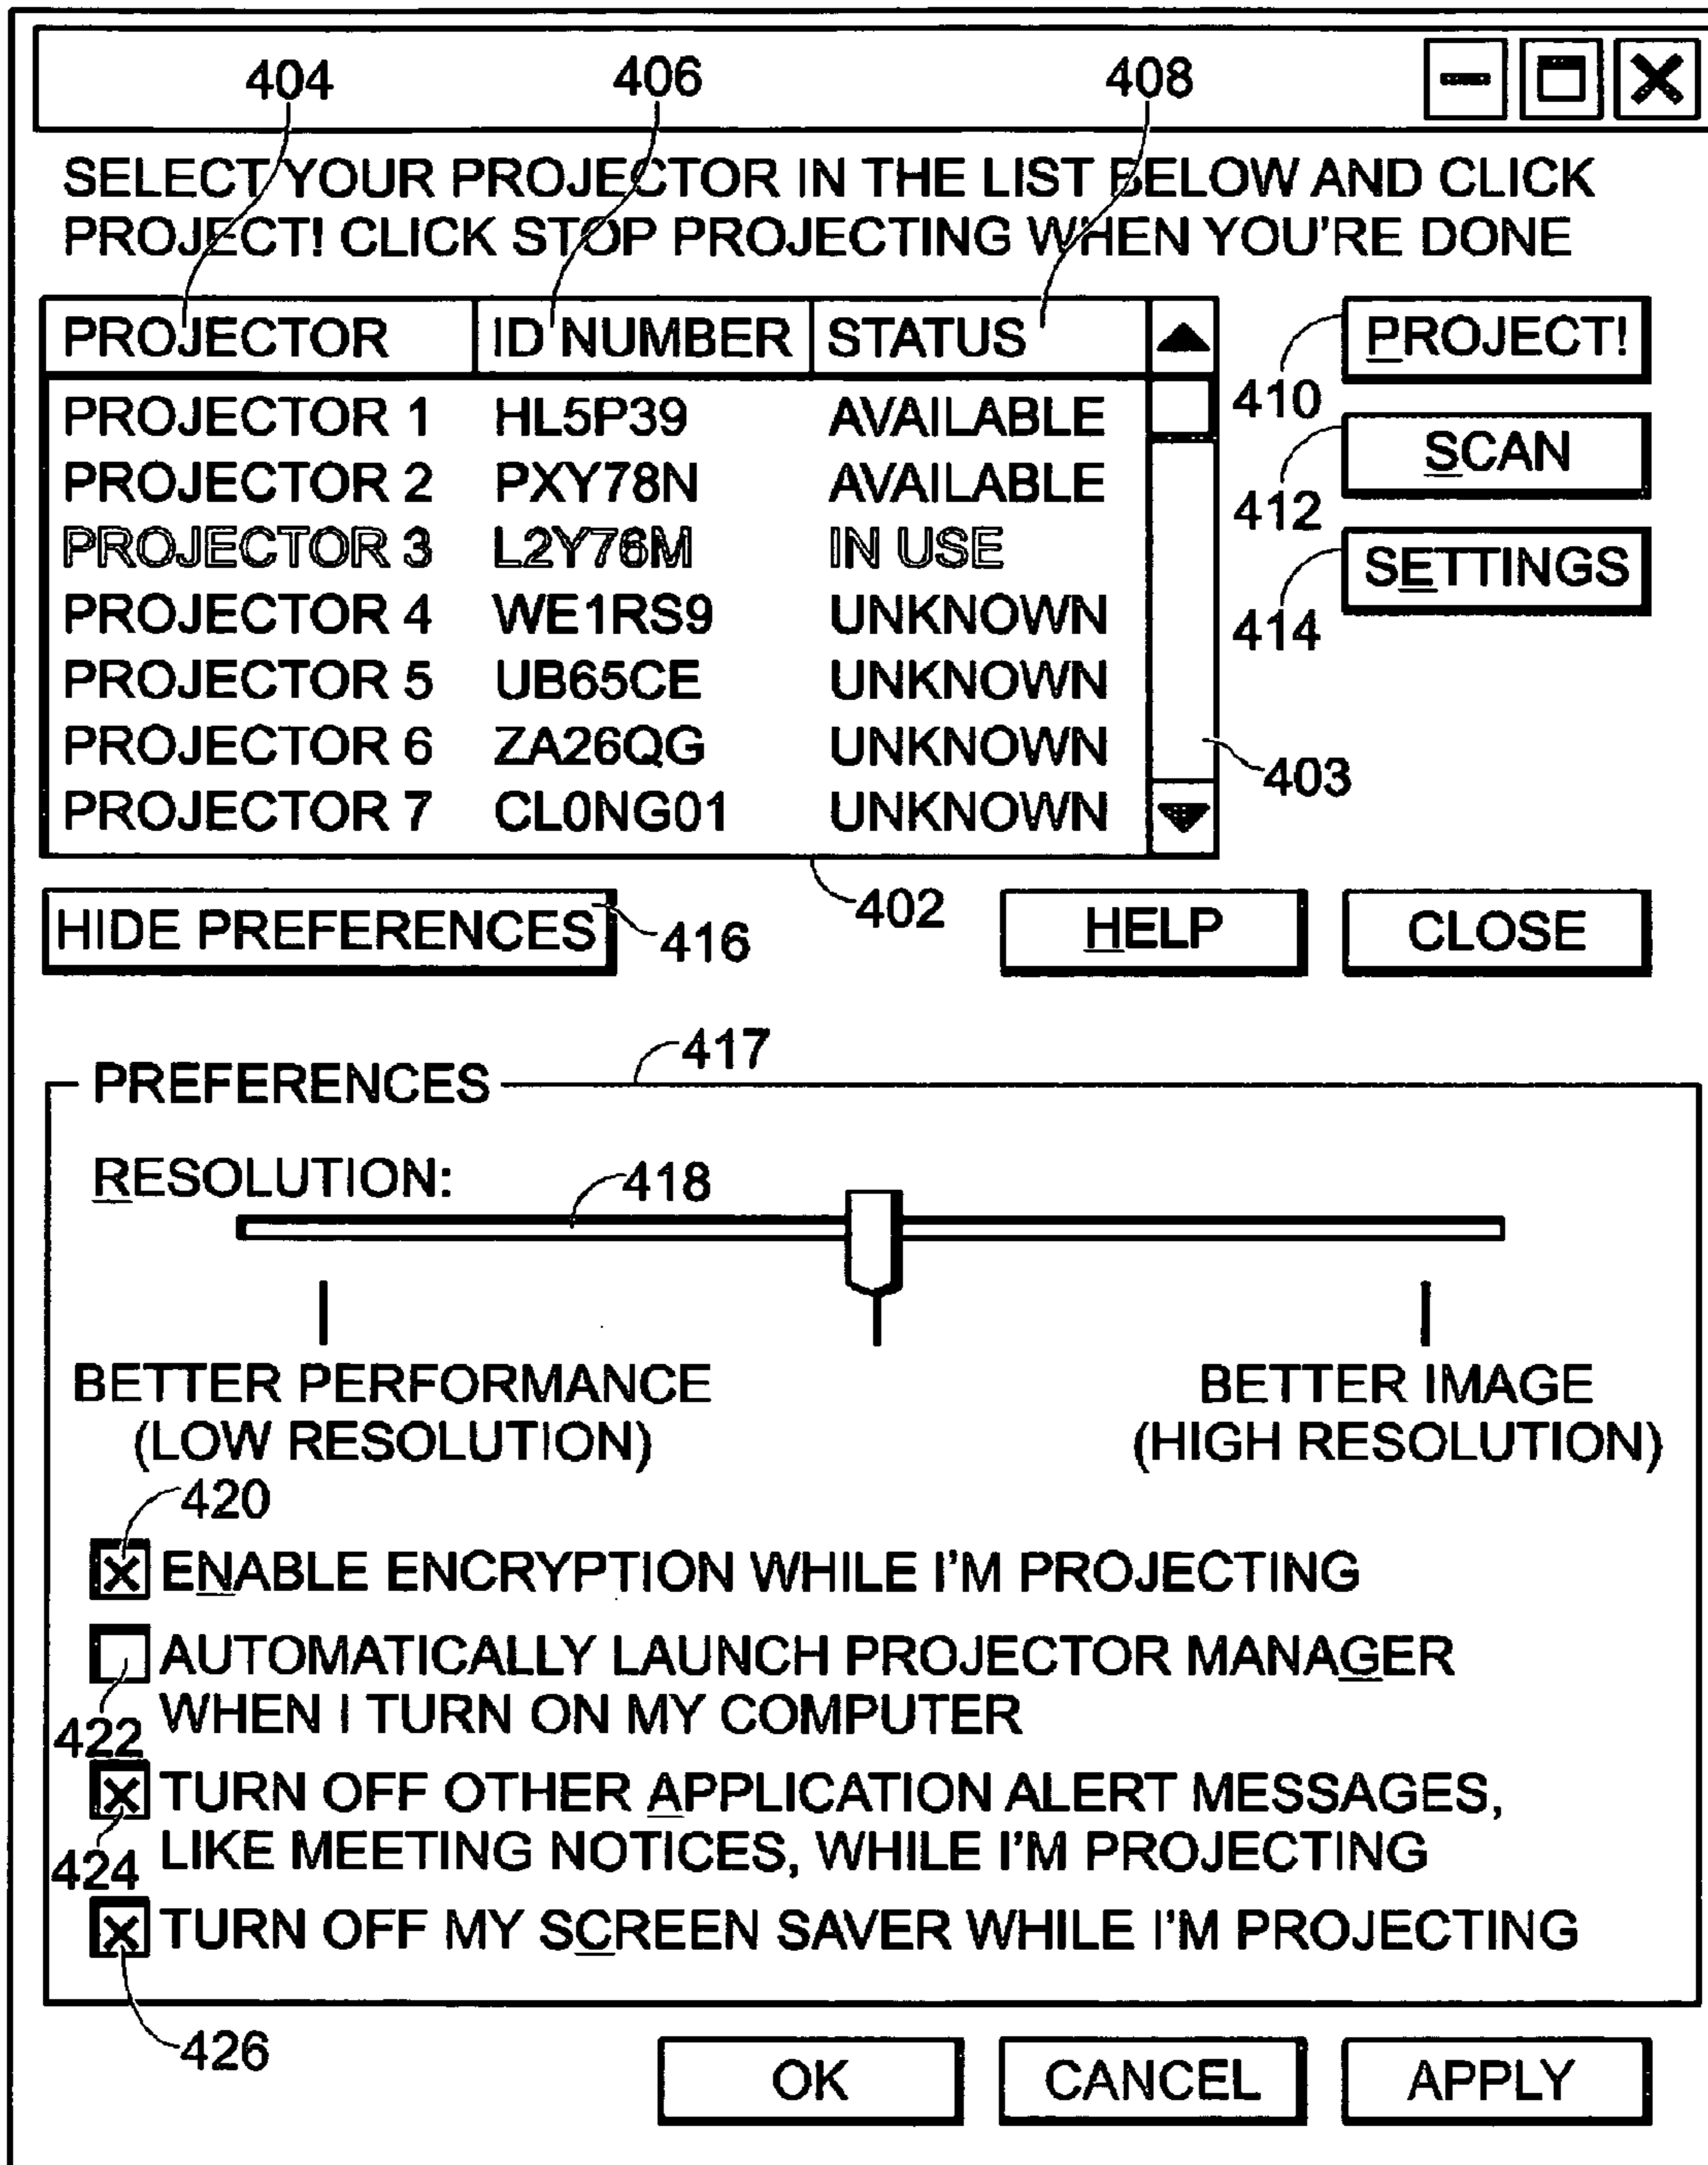 404 406 408
SELECT YOUR PROJECTOR IN THE LIST BELOW AND CLICK
PROJECT! CLICK STOP PROJECTING WHEN YOU'RE DONE
PROJECTOR ID NUMBER STATUS
PROJECT!
410
PROJECTOR 1 HL5P39 AVAILABLE
SCAN
PROJECTOR 2 PXY78N AVAILABLE
412
PROJECTOR 3 L2Y76M IN USE
SETTINGS
PROJECTOR 4 WE1RS9 UNKNOWN
414
PROJECTOR 5 UB65CE UNKNOWN
PROJECTOR 6 ZA26QG UNKNOWN
403
PROJECTOR 7 CL0NG01 UNKNOWN
402
HIDE PREFERENCES 416 HELP CLOSE
417
PREFERENCES
RESOLUTION: 418
BETTER PERFORMANCE BETTER IMAGE
(LOW RESOLUTION) (HIGH RESOLUTION)
420
ENABLE ENCRYPTION WHILE I'M PROJECTING
AUTOMATICALLY LAUNCH PROJECTOR MANAGER
WHEN I TURN ON MY COMPUTER
422
TURN OFF OTHER APPLICATION ALERT MESSAGES,
LIKE MEETING NOTICES, WHILE I'M PROJECTING
424
TURN OFF MY SCREEN SAVER WHILE I'M PROJECTING
426
OK CANCEL APPLY